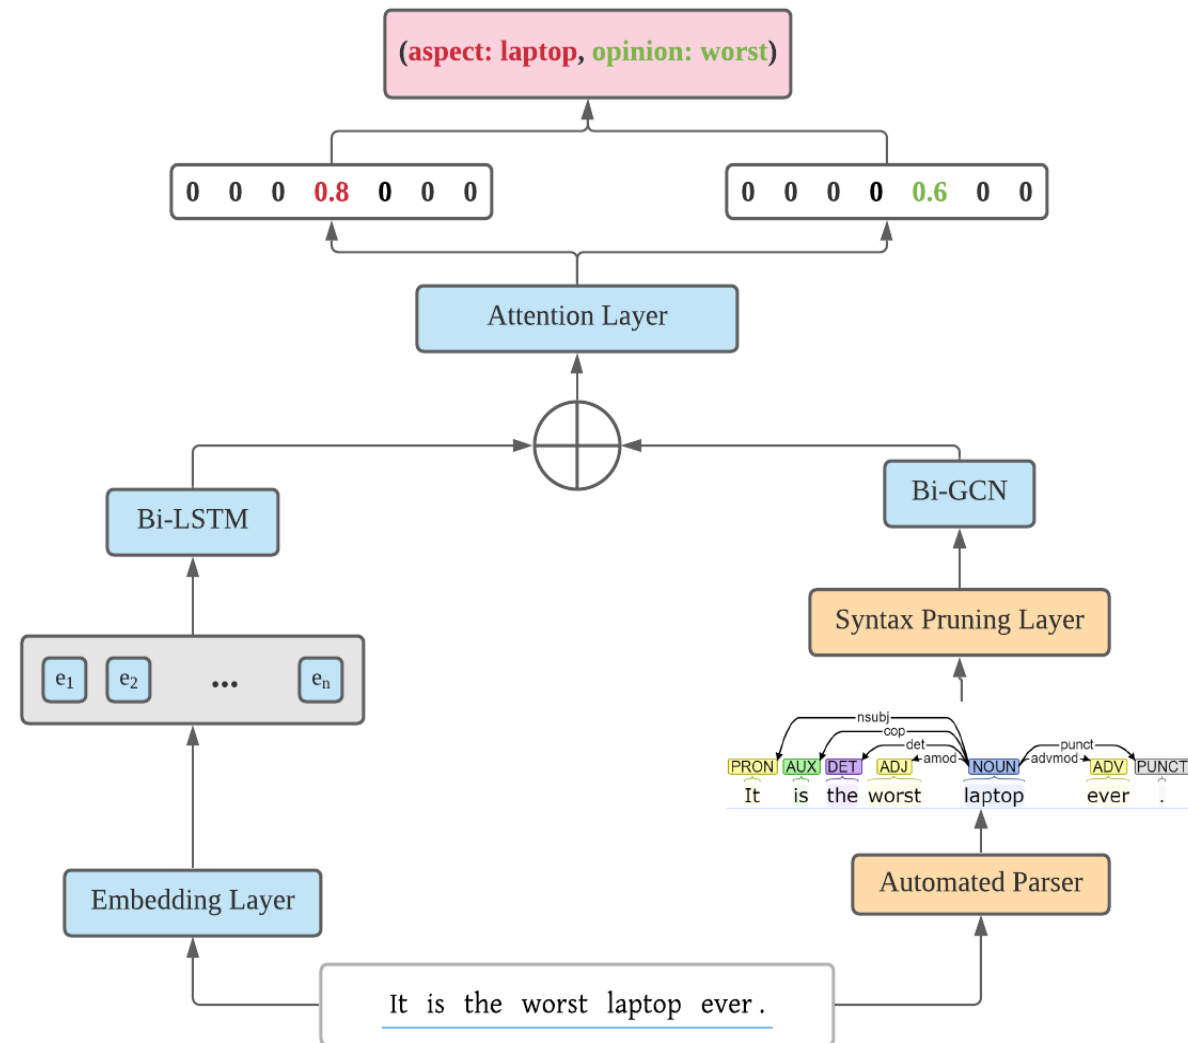 (aspect: laptop, opinion: worst)
0 0 0 0.8 0 0 0
0 0 0 0 0.6 0 0
Attention Layer
Bi-LSTM
Bi-GCN
Syntax Pruning Layer
e1 e2 ... en
nsubj
cop
det
punct
amod
advmod
PRON AUX DET ADJ NOUN ADV PUNCT
It is the worst laptop ever .
Automated Parser
Embedding Layer
It is the worst laptop ever .